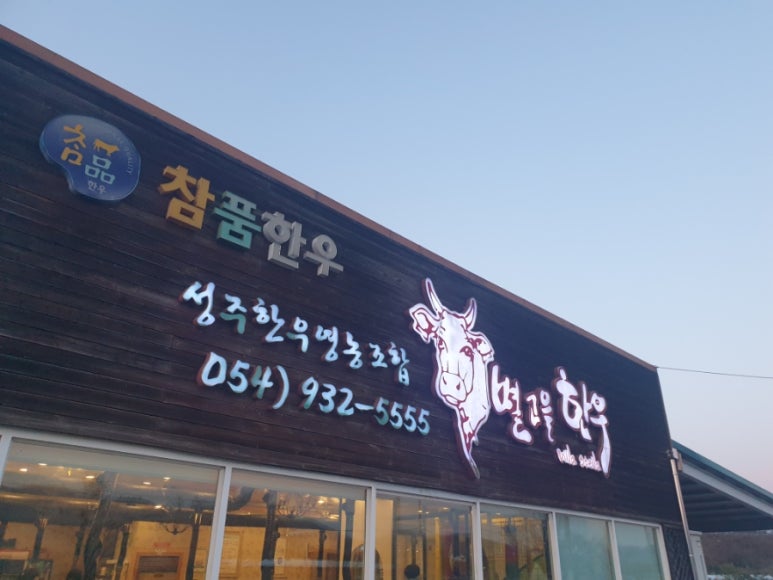 참품
한우
참품한우
성주한우영농조합
054) 932-5555
별고을 한우